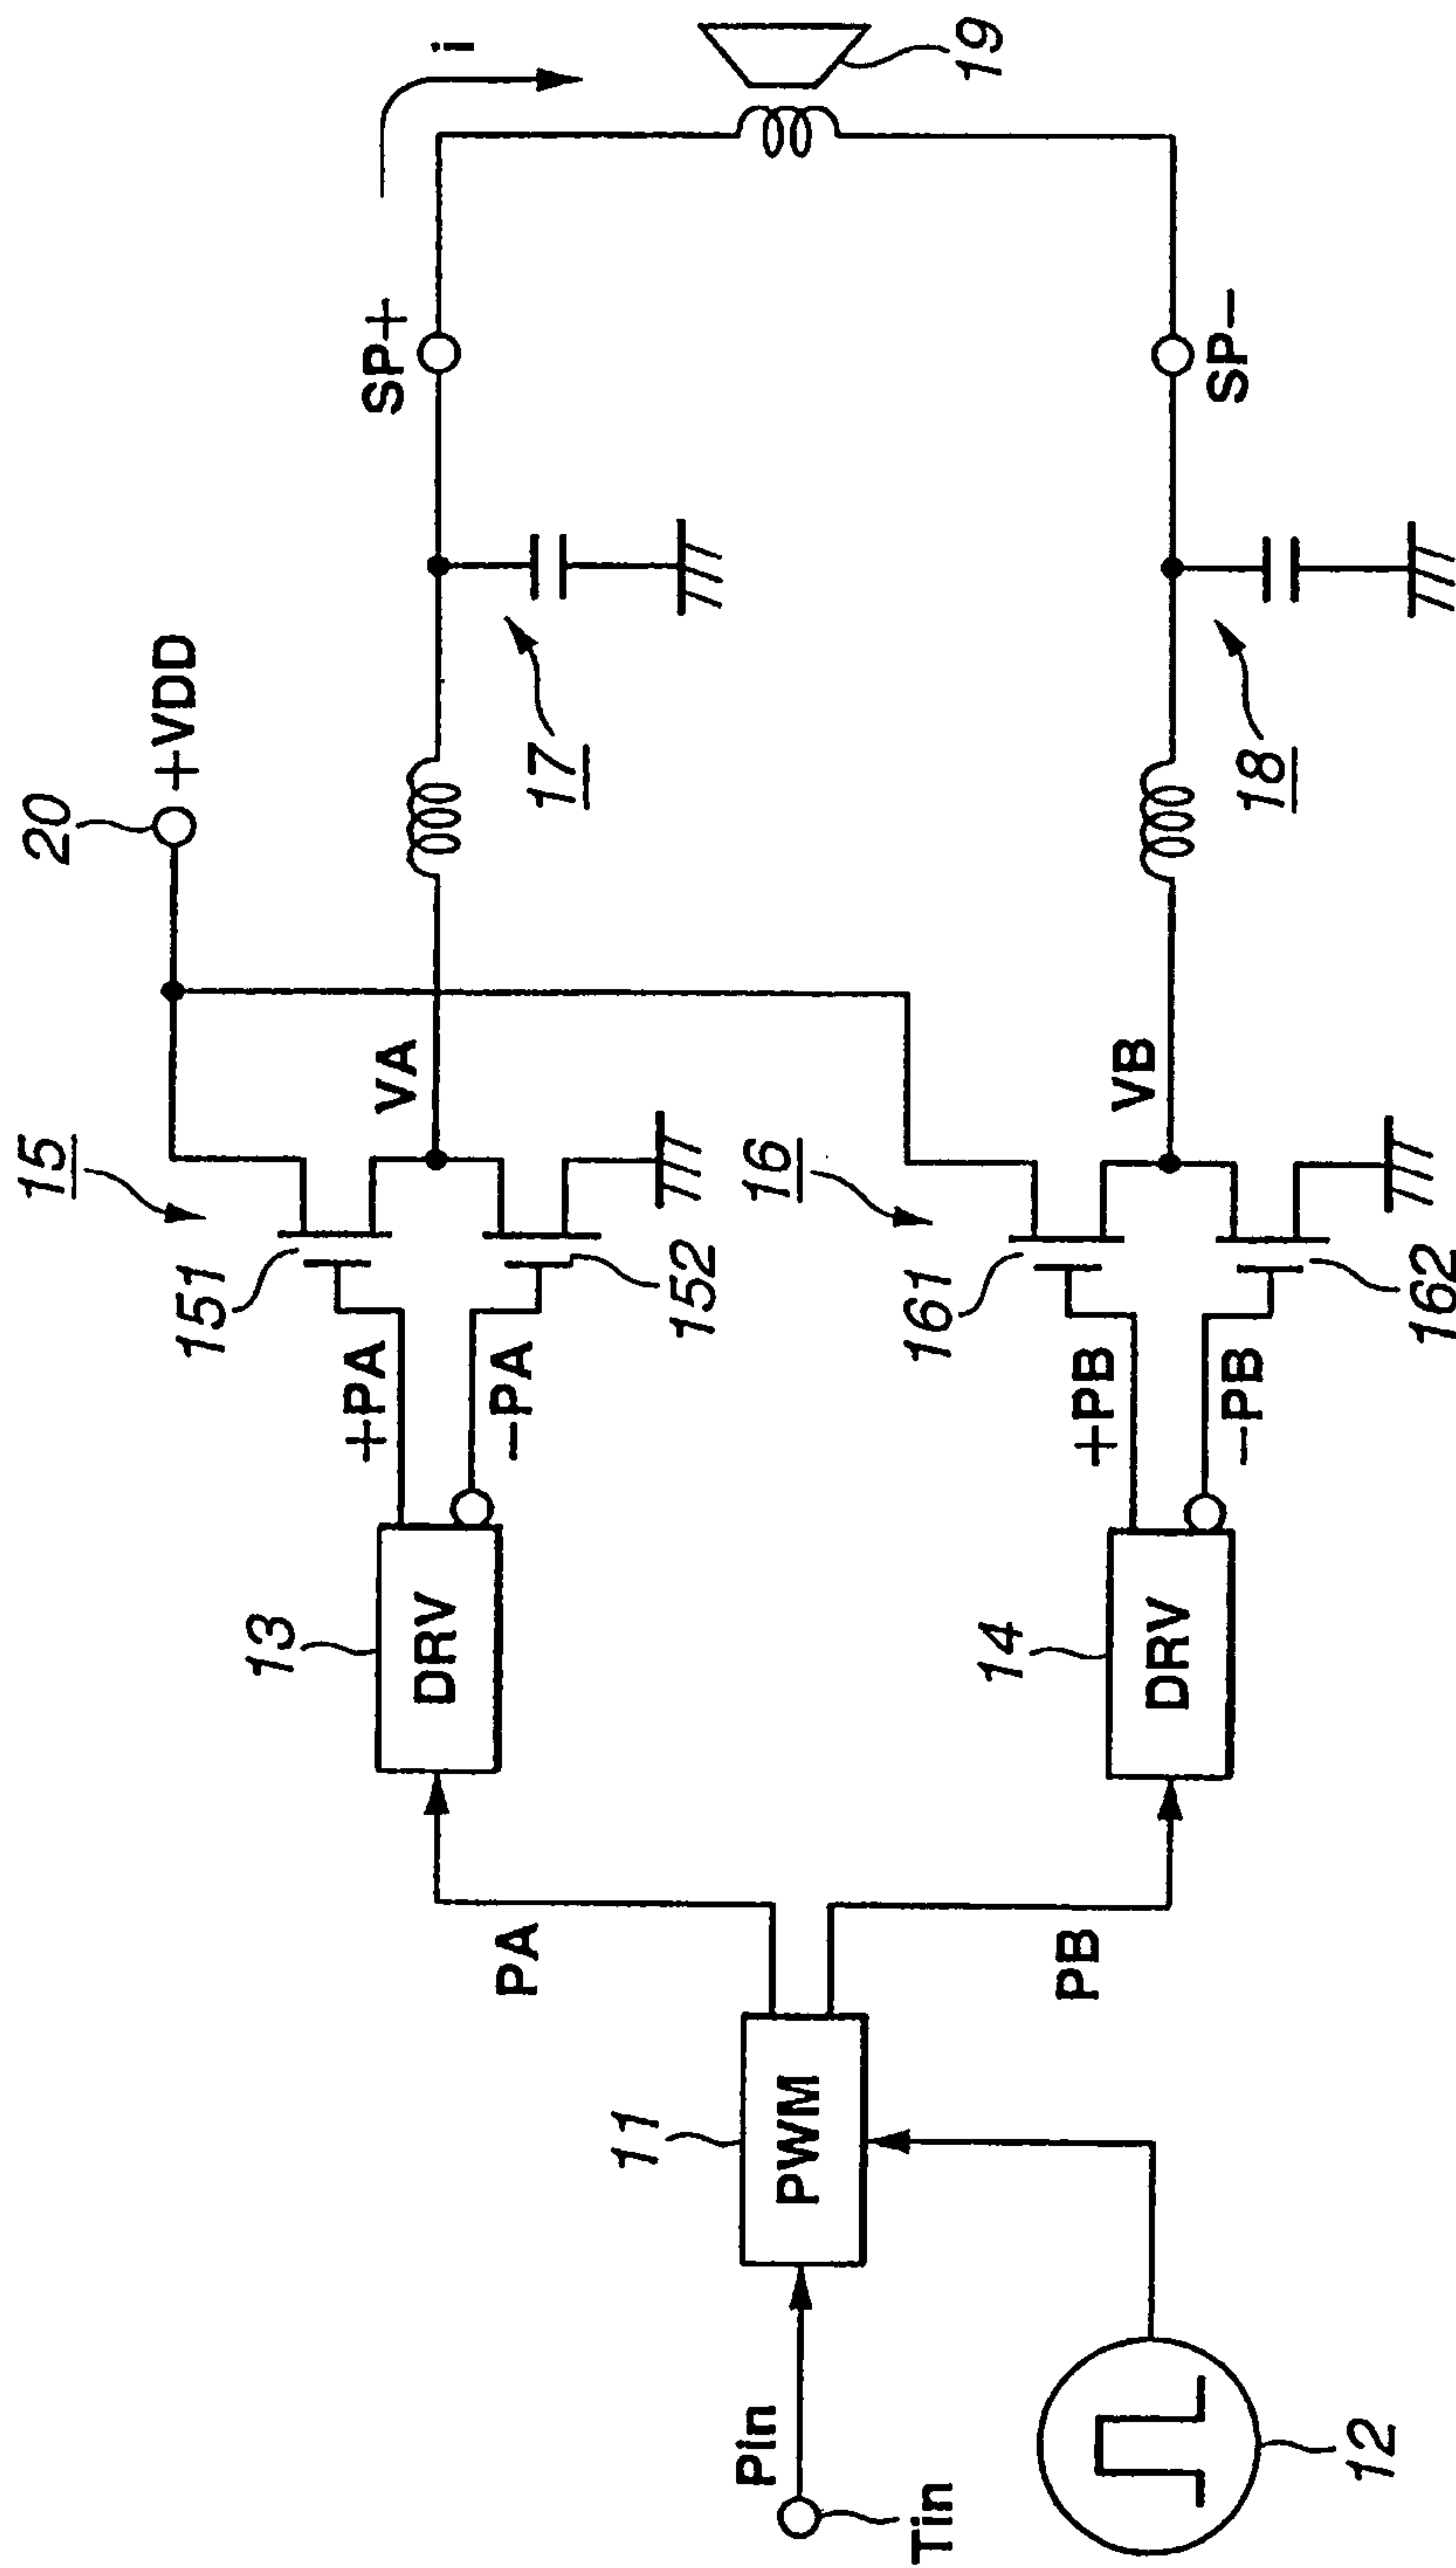 20
+VDD
15
151
+PA
VA
SP+
i
13
DRV
-PA
152
17
PA
19
11
PWM
Pin
Tin
16
161
+PB
VB
SP-
14
DRV
-PB
162
18
PB
12